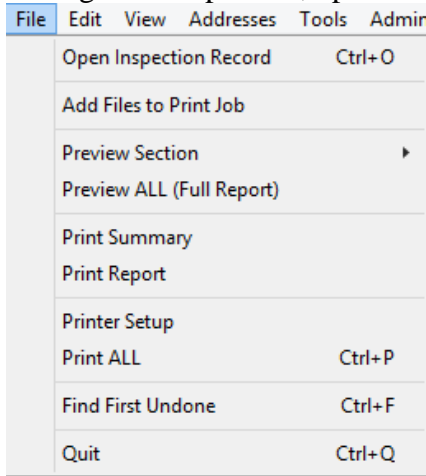 File Edit View Addresses Tools Admin
Open Inspection Record Ctrl+O
Add Files to Print Job
Preview Section
Preview ALL (Full Report)
Print Summary
Print Report
Printer Setup
Print ALL Ctrl+P
Find First Undone Ctrl+F
Quit Ctrl+Q